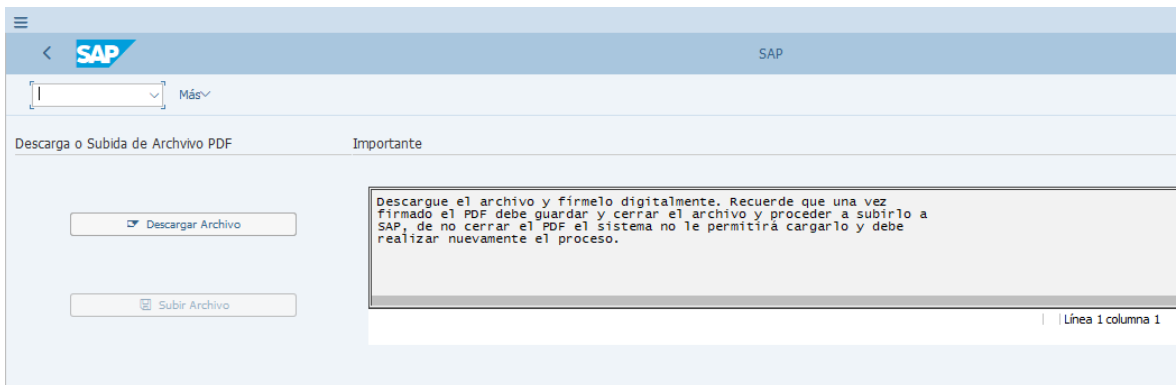 SAP
SAP
Más
Descarga o Subida de Archvivo PDF
Importante
Descargue el archivo y fírmelo digitalmente. Recuerde que una vez
firmado el PDF debe guardar y cerrar el archivo y proceder a subirlo a
SAP, de no cerrar el PDF el sistema no le permitirá cargarlo y debe
realizar nuevamente el proceso.
Descargar Archivo
Subir Archivo
Línea 1 columna 1